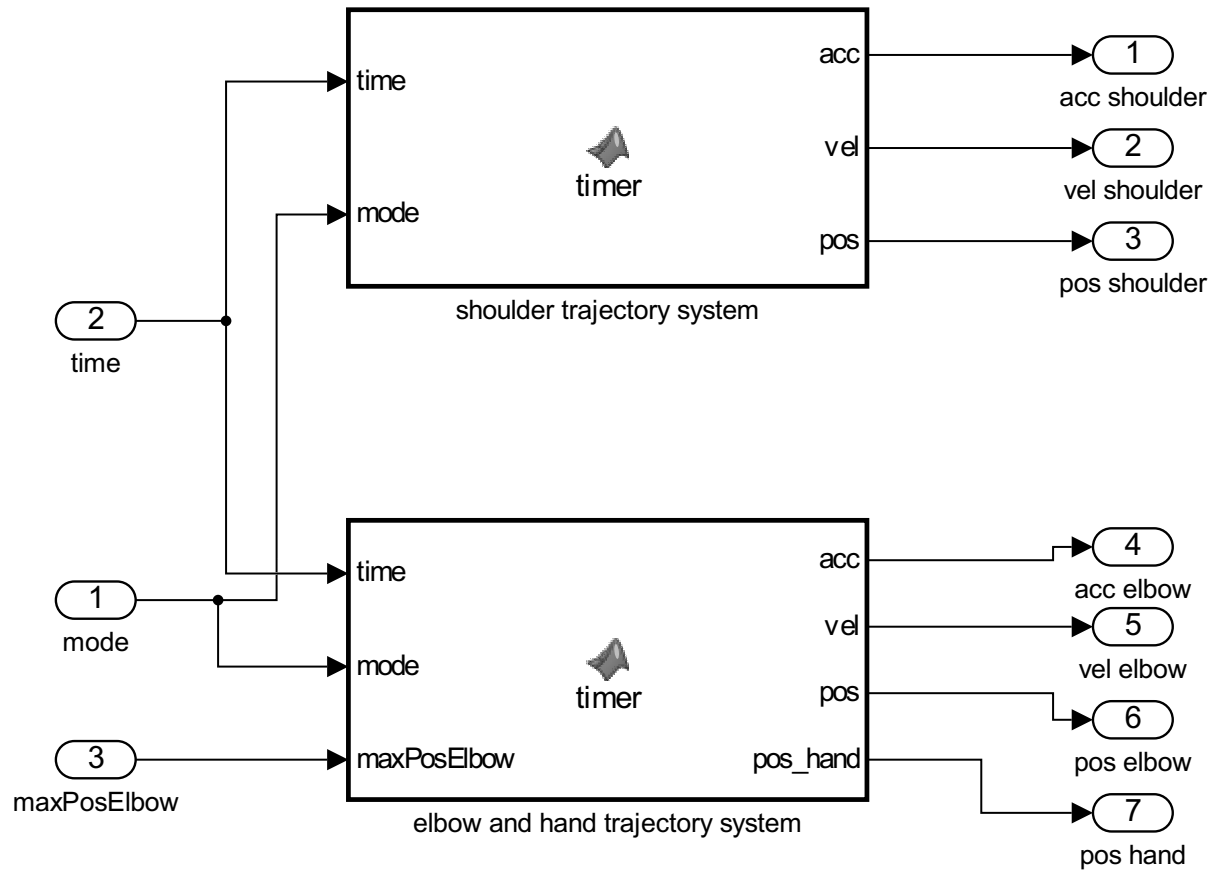 time
mode
timer
acc
vel
pos
shoulder trajectory system
1
acc shoulder
2
vel shoulder
3
pos shoulder
2
time
1
mode
3
maxPosElbow
time
mode
maxPosElbow
timer
acc
vel
pos
pos_hand
elbow and hand trajectory system
4
acc elbow
5
vel elbow
6
pos elbow
7
pos hand